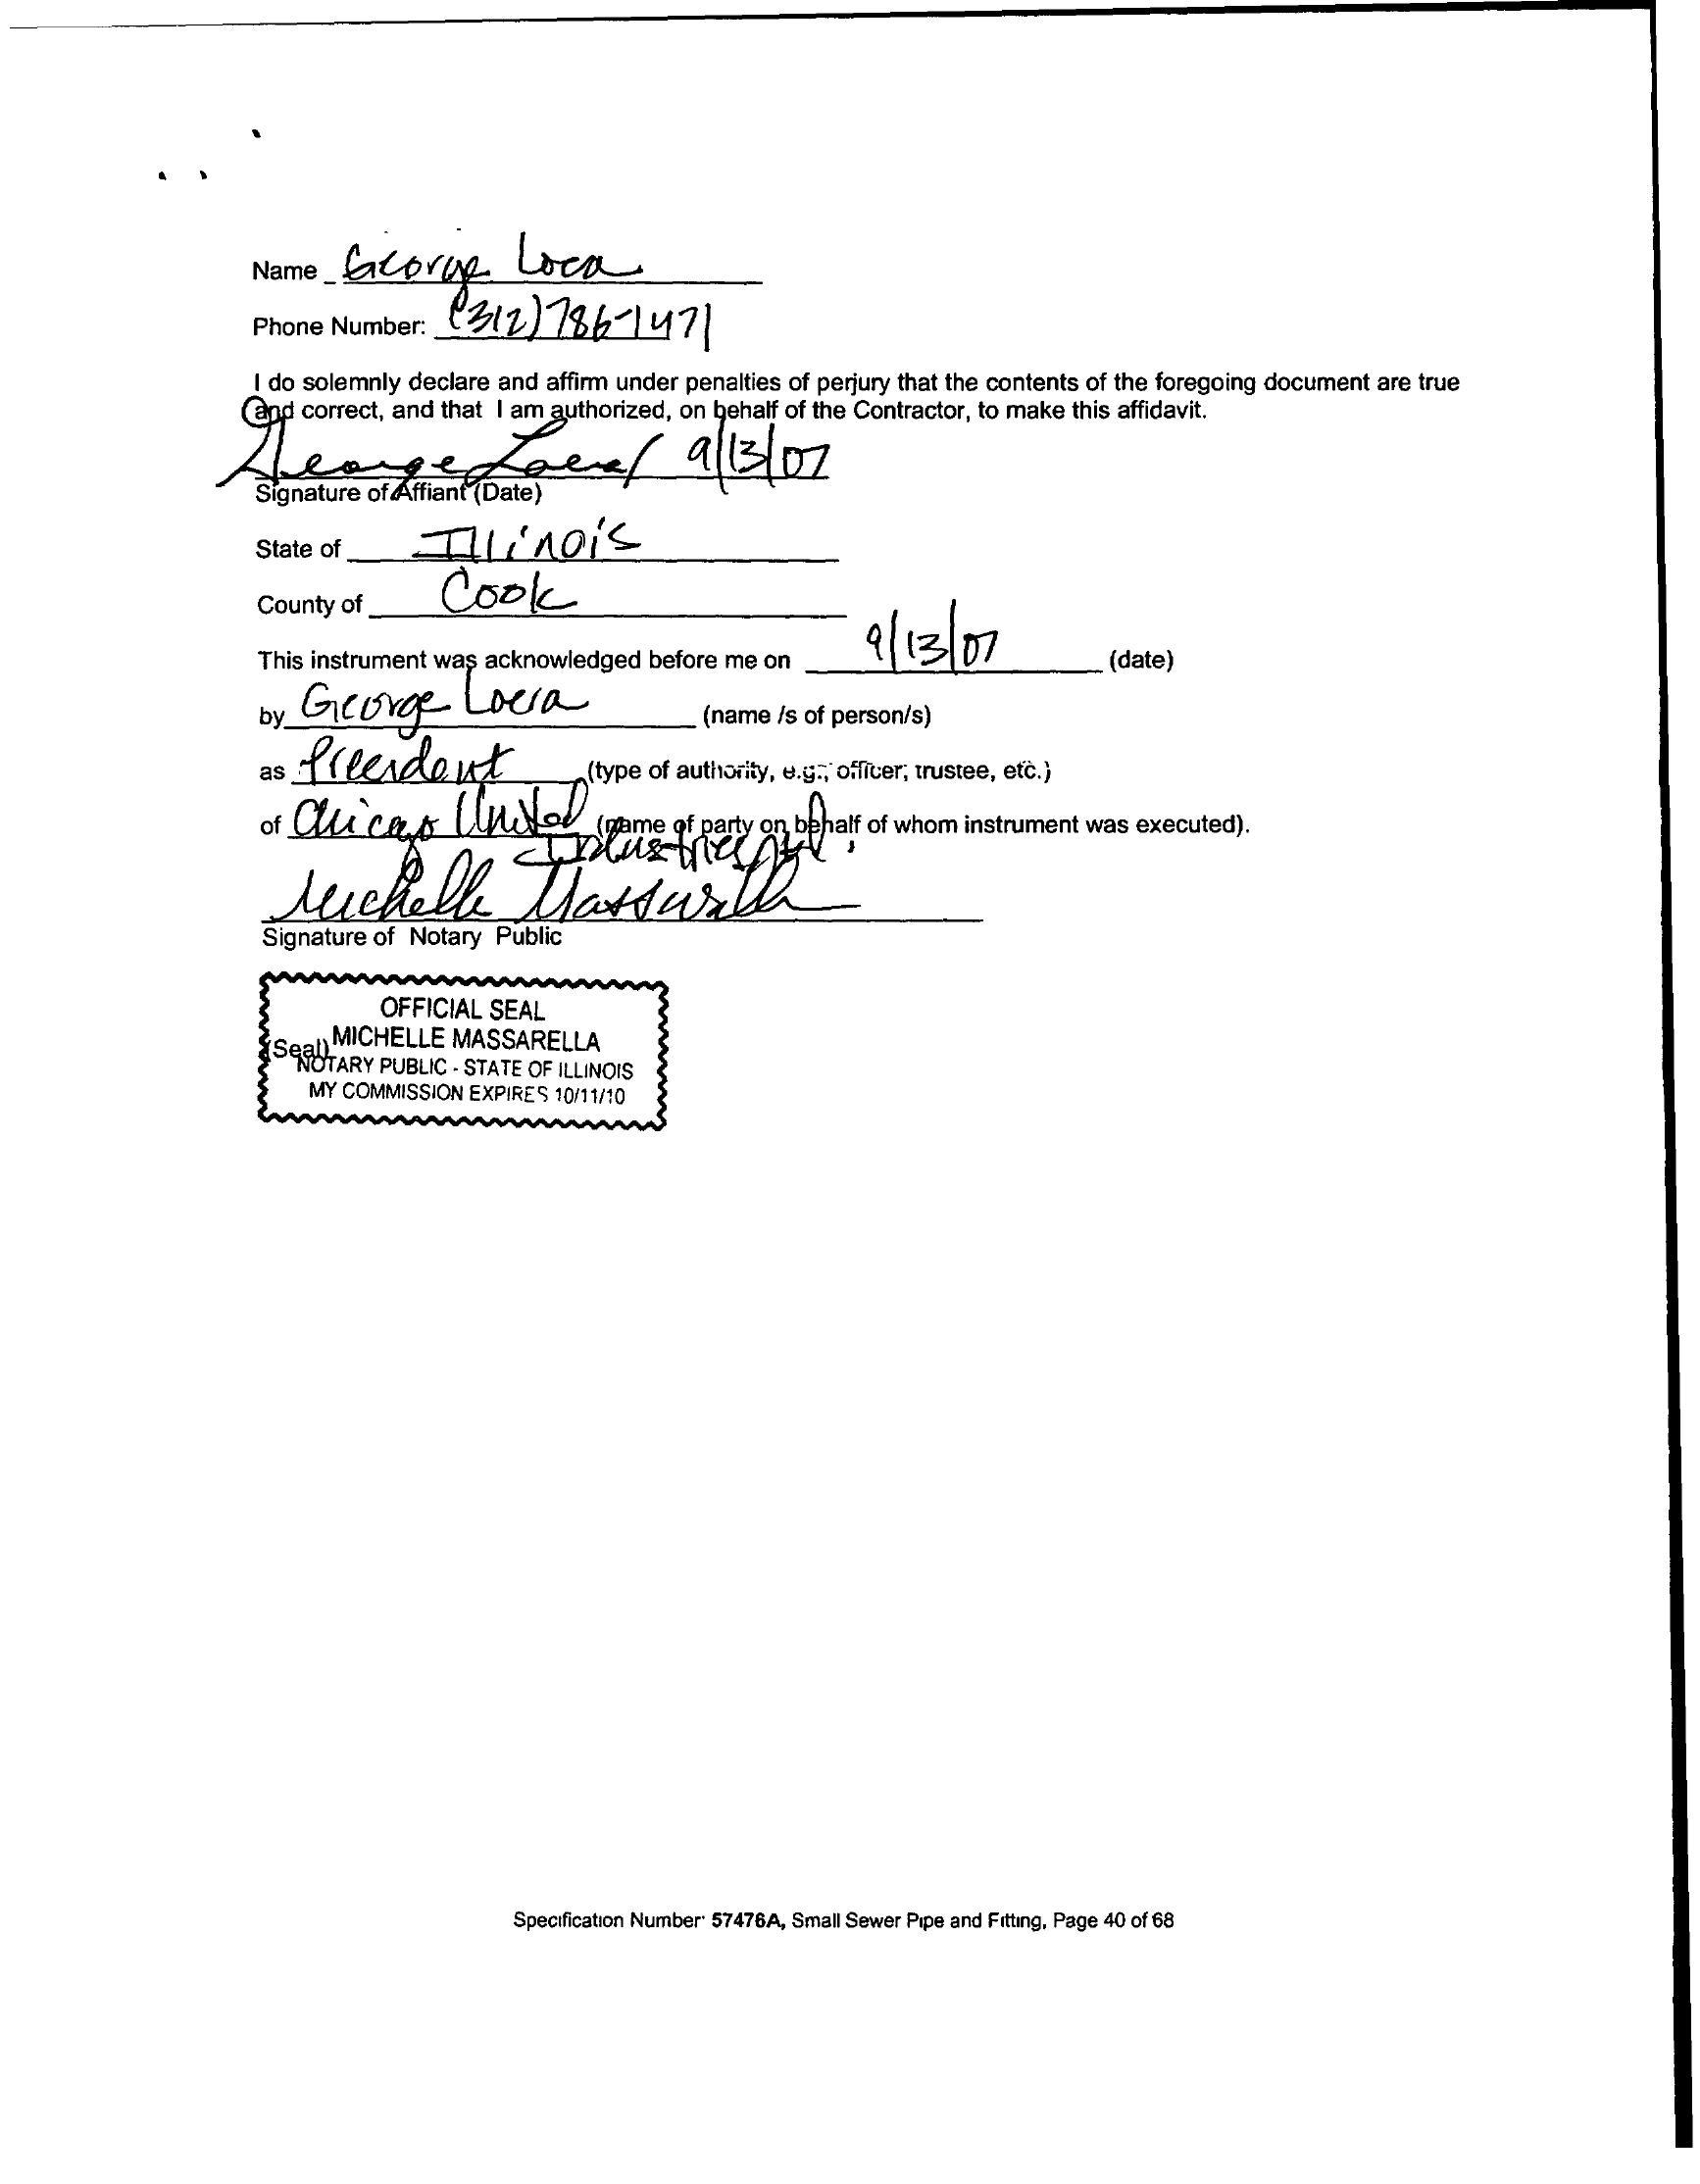 Name George Loera
Phone Number: (312) 786-1471
I do solemnly declare and affirm under penalties of perjury that the contents of the foregoing document are true
and correct, and that I am authorized, on behalf of the Contractor, to make this affidavit.
George Loera / 9/13/07
Signature of Affiant (Date)
State of Illinois
County of Cook
This instrument was acknowledged before me on 9/13/07 (date)
by George Loera (name /s of person/s)
as President (type of authority, e.g., officer, trustee, etc.)
of Chicago United (name of party on behalf of whom instrument was executed).
Industries
Michelle Massarella
Signature of Notary Public
OFFICIAL SEAL
(Seal) MICHELLE MASSARELLA
NOTARY PUBLIC - STATE OF ILLINOIS
MY COMMISSION EXPIRES 10/11/10
Specification Number: 57476A, Small Sewer Pipe and Fitting, Page 40 of 68